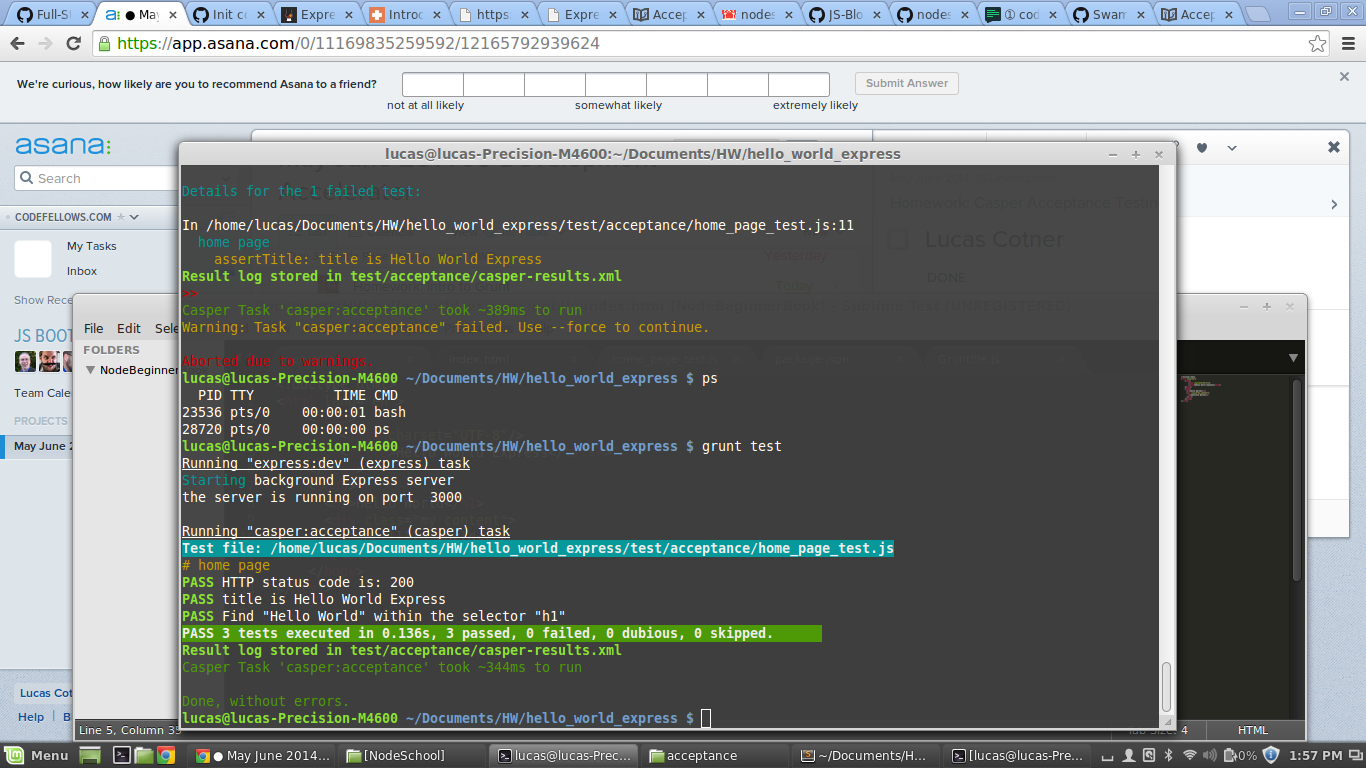 Full-St
May
Init co
Expre
Introc
https:
Expre
Accep
nodes
JS-Blo
nodes
① cod
Swam
Accep
https://app.asana.com/0/11169835259592/12165792939624
We're curious, how likely are you to recommend Asana to a friend?
Submit Answer
not at all likely somewhat likely extremely likely
asana
lucas@lucas-Precision-M4600:~/Documents/HW/hello_world_express
Search
CODEFELLOWS.COM
My Tasks
Inbox
Show Rece
JS BOOT
Team Cale
PROJECTS
May June 2
Lucas Cot
Help | B
File Edit Sele
FOLDERS
NodeBeginner
Details for the 1 failed test:
In /home/lucas/Documents/HW/hello_world_express/test/acceptance/home_page_test.js:11
home page
assertTitle: title is Hello World Express
Result log stored in test/acceptance/casper-results.xml
>>
Casper Task 'casper:acceptance' took ~389ms to run
Warning: Task "casper:acceptance" failed. Use --force to continue.
Aborted due to warnings.
lucas@lucas-Precision-M4600 ~/Documents/HW/hello_world_express $ ps
PID TTY TIME CMD
23536 pts/0 00:00:01 bash
28720 pts/0 00:00:00 ps
lucas@lucas-Precision-M4600 ~/Documents/HW/hello_world_express $ grunt test
Running "express:dev" (express) task
Starting background Express server
the server is running on port 3000
Running "casper:acceptance" (casper) task
Test file: /home/lucas/Documents/HW/hello_world_express/test/acceptance/home_page_test.js
# home page
PASS HTTP status code is: 200
PASS title is Hello World Express
PASS Find "Hello World" within the selector "h1"
PASS 3 tests executed in 0.136s, 3 passed, 0 failed, 0 dubious, 0 skipped.
Result log stored in test/acceptance/casper-results.xml
Casper Task 'casper:acceptance' took ~344ms to run
Done, without errors.
lucas@lucas-Precision-M4600 ~/Documents/HW/hello_world_express $
Homework: Casper Acceptance Testin
Lucas Cotner
DONE
Yesterday
Today
Line 5, Column 35
Tab Size: 4
HTML
Menu
● May June 2014...
[NodeSchool]
lucas@lucas-Prec...
acceptance
~/Documents/H...
[lucas@lucas-Pre...
0%
1:57 PM